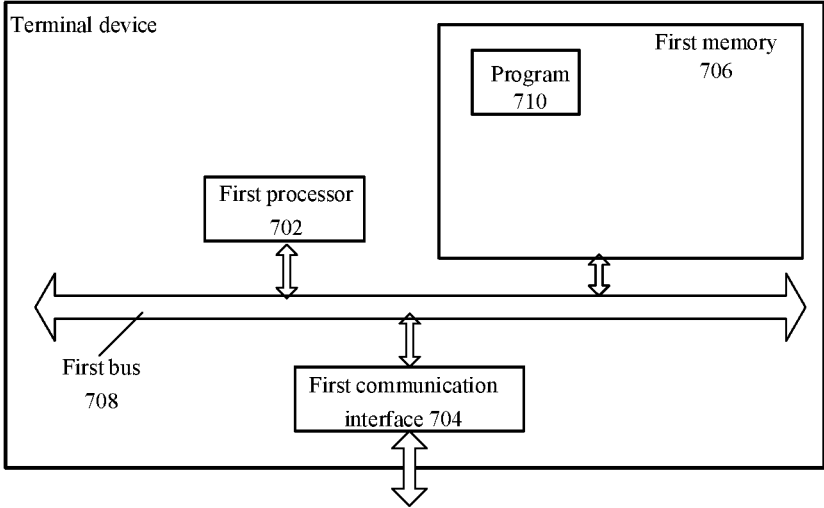 Terminal device
First memory
706
Program
710
First processor
702
First bus
708
First communication
interface 704